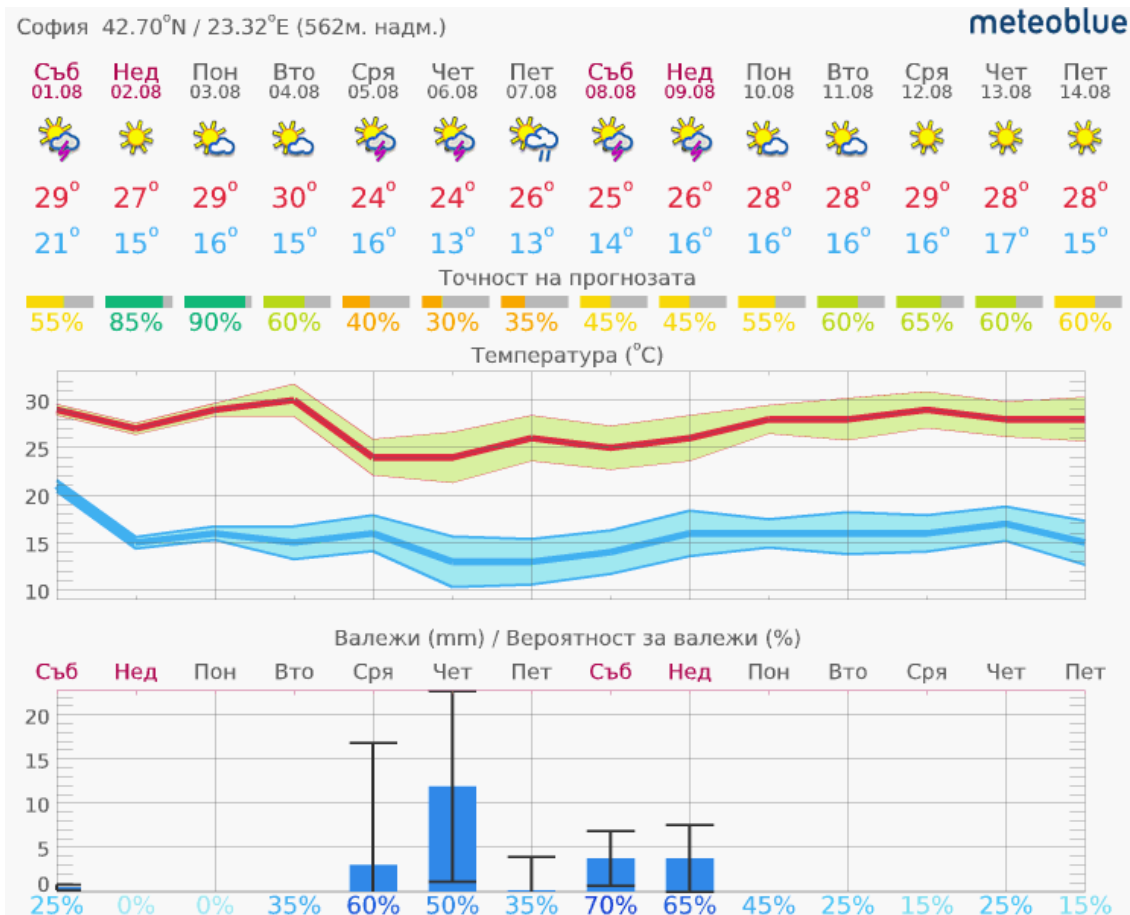 София 42.70°N / 23.32°E (562м. надм.)
meteoblue
Съб Нед Пон Вто Сря Чет Пет Съб Нед Пон Вто Сря Чет Пет
01.08 02.08 03.08 04.08 05.08 06.08 07.08 08.08 09.08 10.08 11.08 12.08 13.08 14.08
29° 27° 29° 30° 24° 24° 26° 25° 26° 28° 28° 29° 28° 28°
21° 15° 16° 15° 16° 13° 13° 14° 16° 16° 16° 16° 17° 15°
Точност на прогнозата
55% 85% 90% 60% 40% 30% 35% 45% 45% 55% 60% 65% 60% 60%
Температура (°C)
30
25
20
15
10
Валежи (mm) / Вероятност за валежи (%)
Съб Нед Пон Вто Сря Чет Пет Съб Нед Пон Вто Сря Чет Пет
20
15
10
5
0
25% 0% 0% 35% 60% 50% 35% 70% 65% 45% 25% 15% 25% 15%